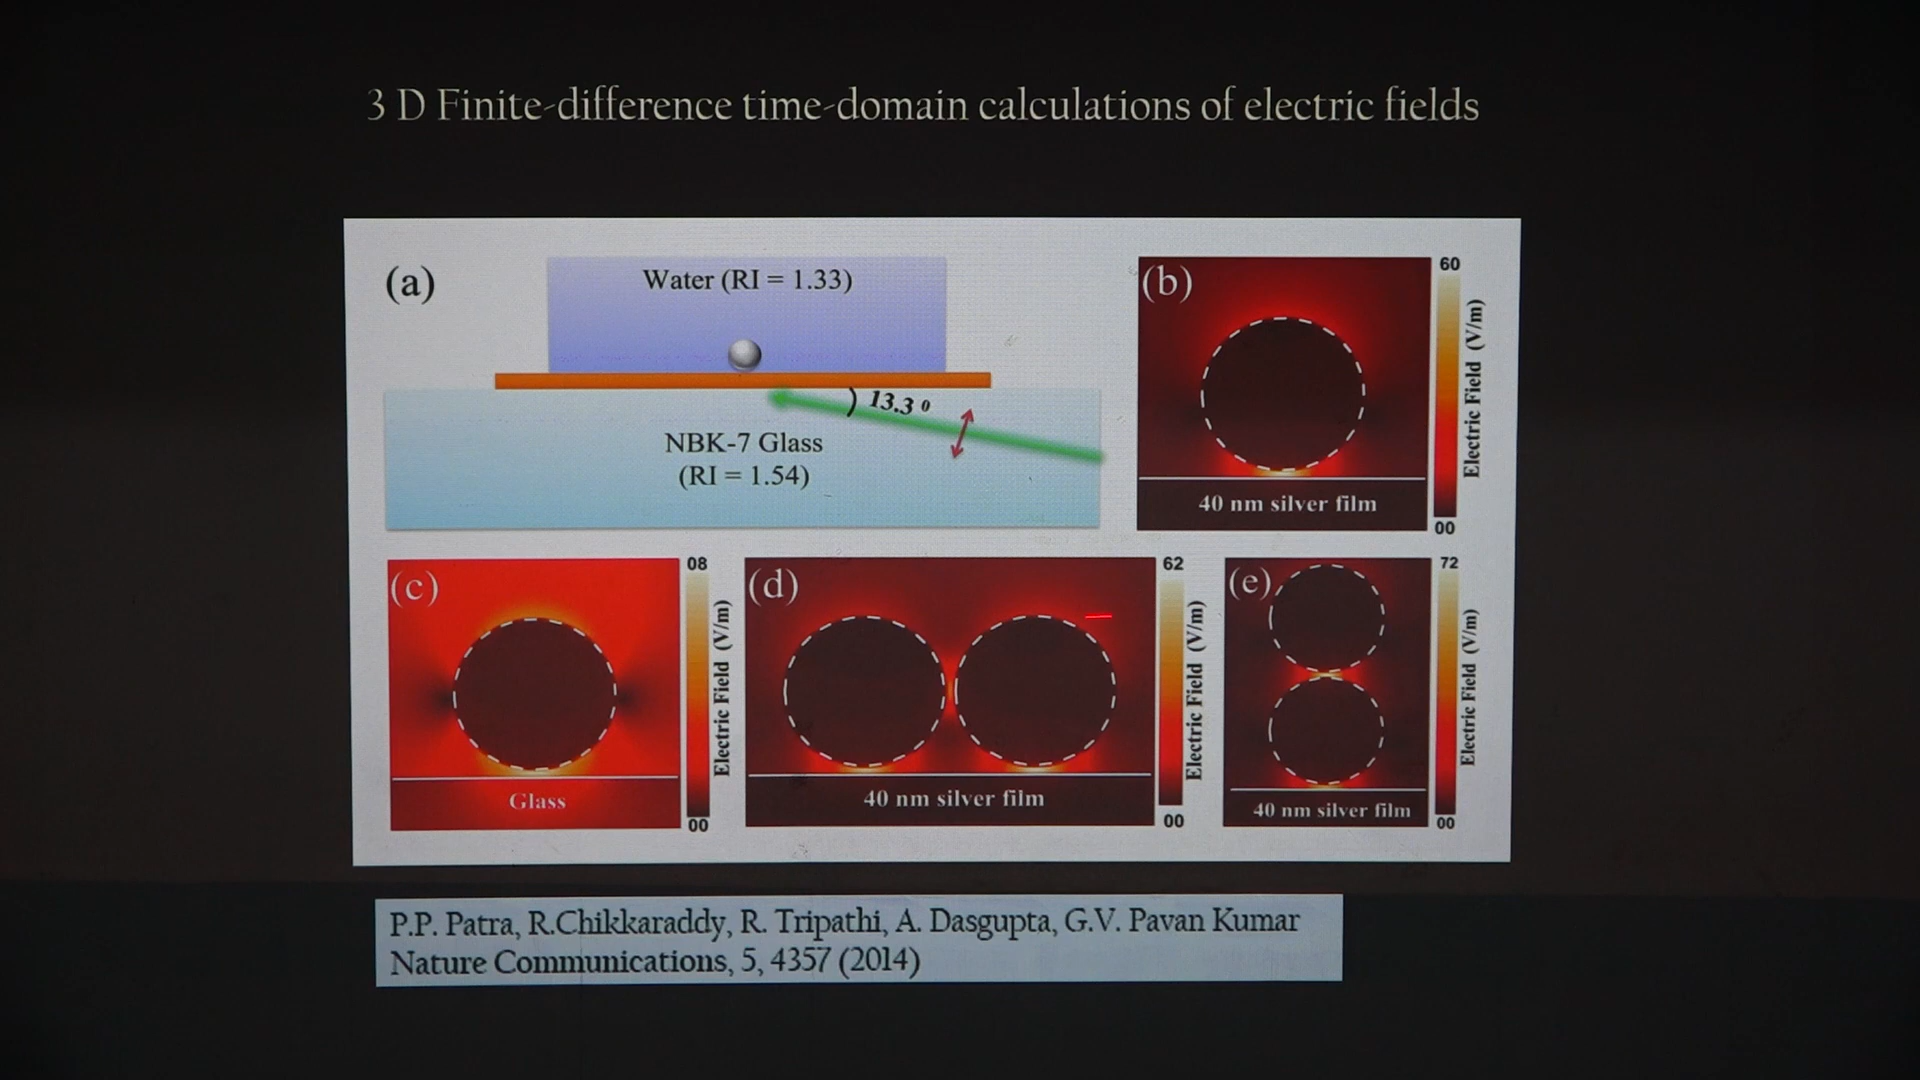 3 D Finite-difference time-domain calculations of electric fields
(a)
Water (RI = 1.33)
13.3 0
NBK-7 Glass
(RI = 1.54)
(b)
40 nm silver film
60
Electric Field (V/m)
00
(c)
Glass
08
Electric Field (V/m)
00
(d)
40 nm silver film
62
Electric Field (V/m)
00
(e)
40 nm silver film
72
Electric Field (V/m)
00
P.P. Patra, R.Chikkaraddy, R. Tripathi, A. Dasgupta, G.V. Pavan Kumar
Nature Communications, 5, 4357 (2014)